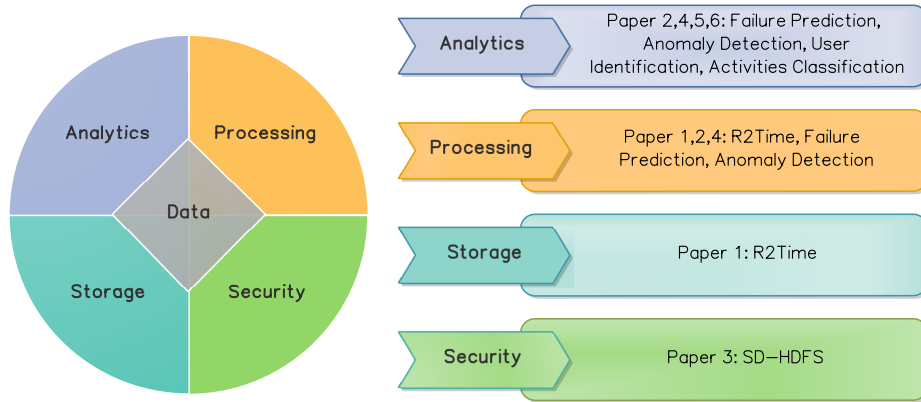 Analytics
Processing
Data
Storage
Security
Analytics
Paper 2,4,5,6: Failure Prediction,
Anomaly Detection, User
Identification, Activities Classification
Processing
Paper 1,2,4: R2Time, Failure
Prediction, Anomaly Detection
Storage
Paper 1: R2Time
Security
Paper 3: SD-HDFS